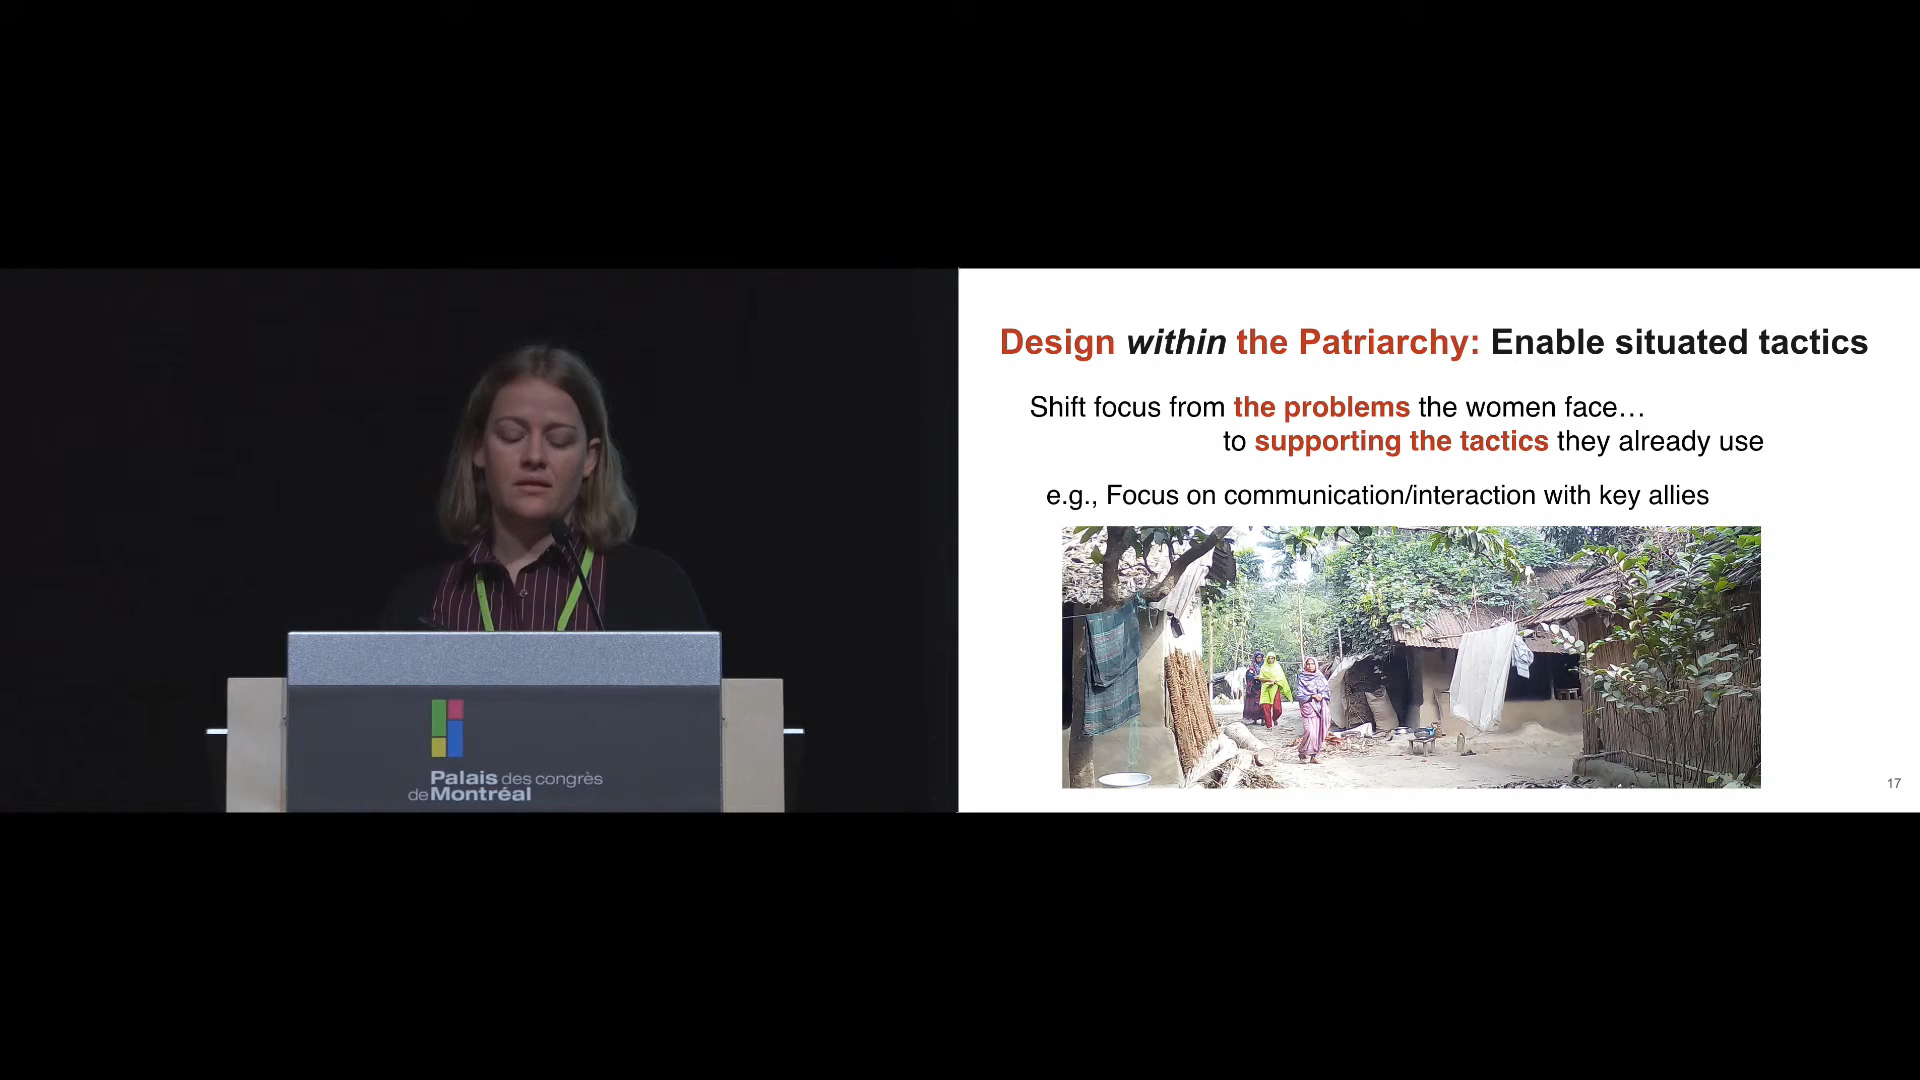 Design within the Patriarchy: Enable situated tactics
Shift focus from the problems the women face…
to supporting the tactics they already use
e.g., Focus on communication/interaction with key allies
17
Palais des congrès
de Montréal